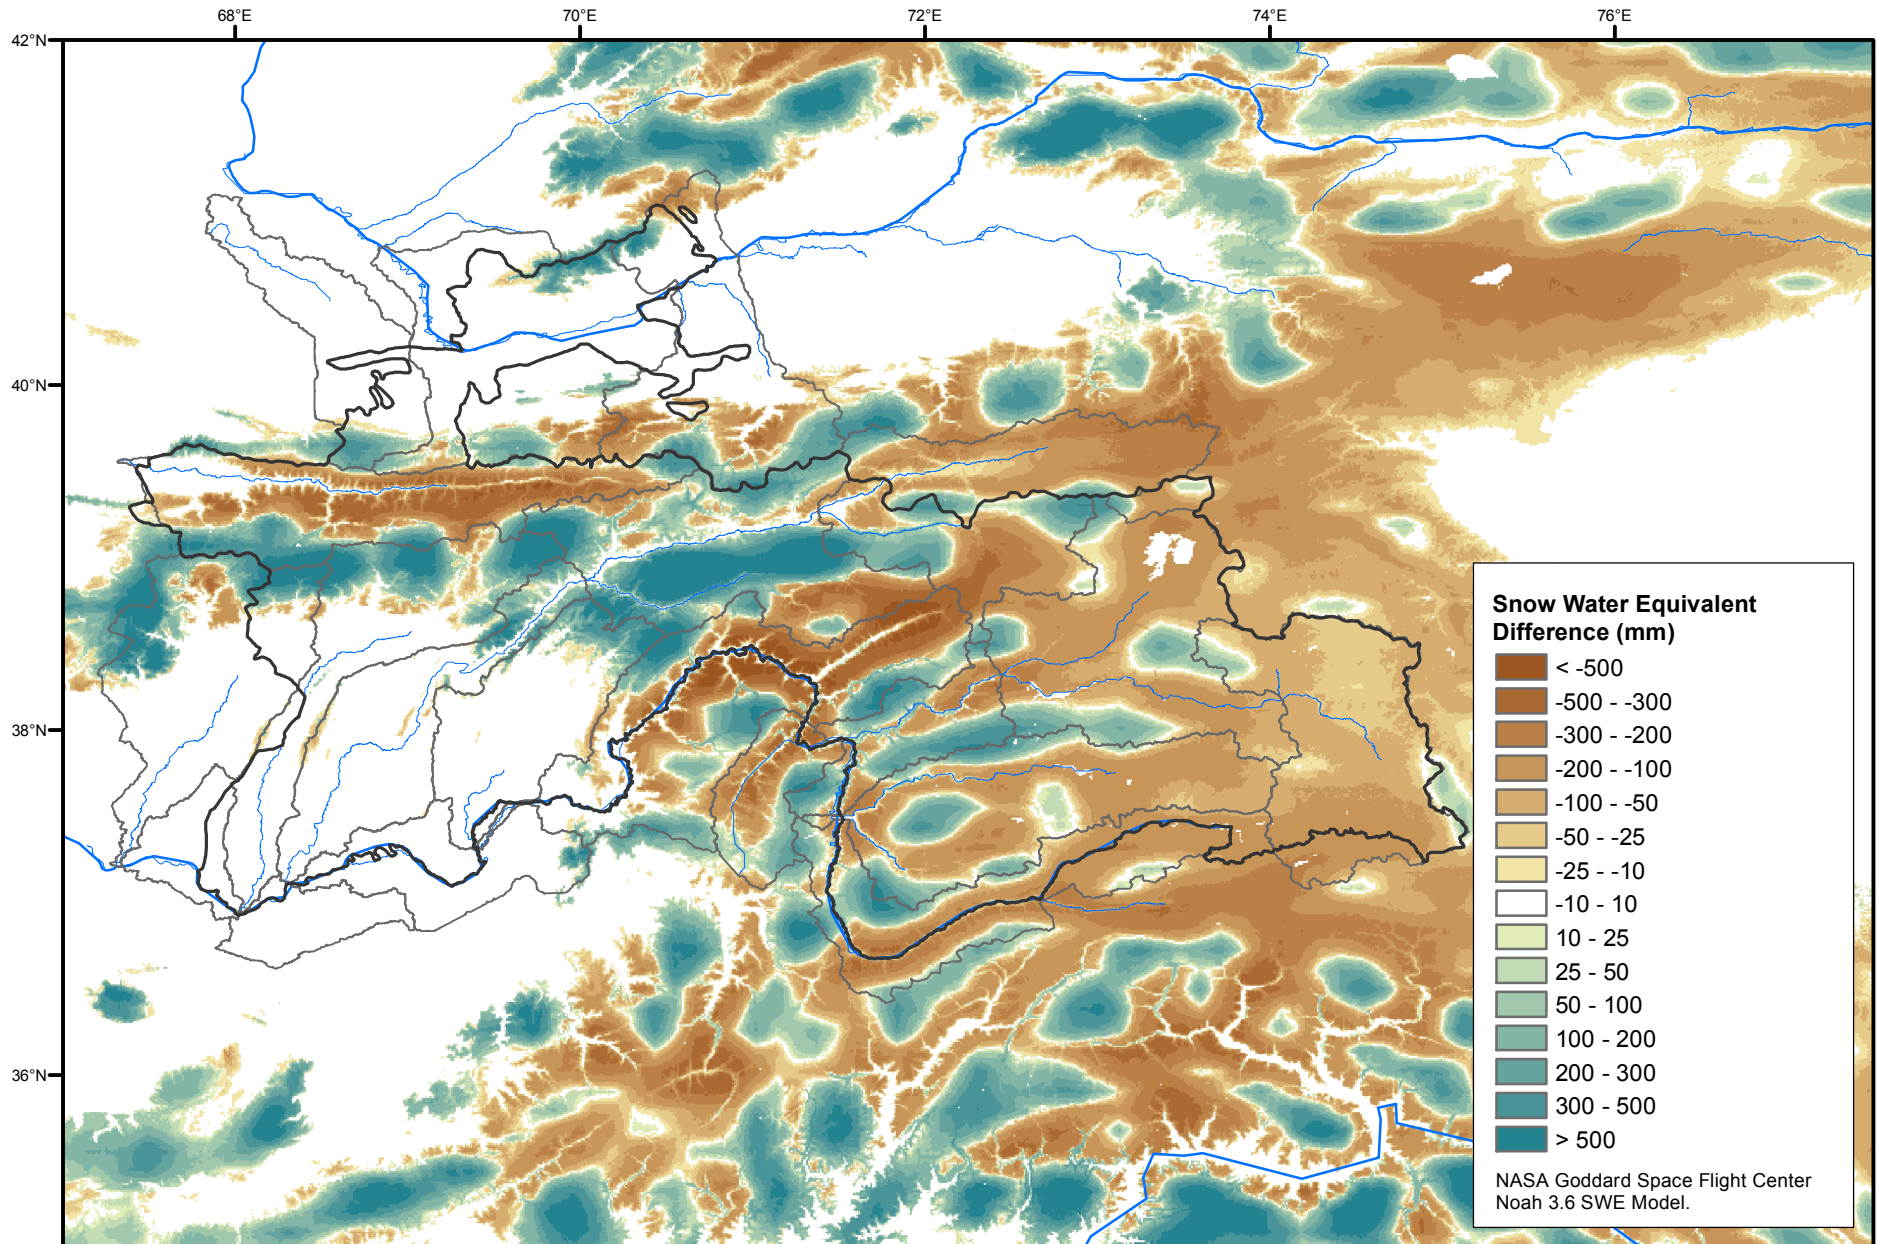 68°E
70°E
72°E
74°E
76°E
42°N
40°N
38°N
36°N
Snow Water Equivalent
Difference (mm)
< -500
-500 - -300
-300 - -200
-200 - -100
-100 - -50
-50 - -25
-25 - -10
-10 - 10
10 - 25
25 - 50
50 - 100
100 - 200
200 - 300
300 - 500
> 500
NASA Goddard Space Flight Center
Noah 3.6 SWE Model.